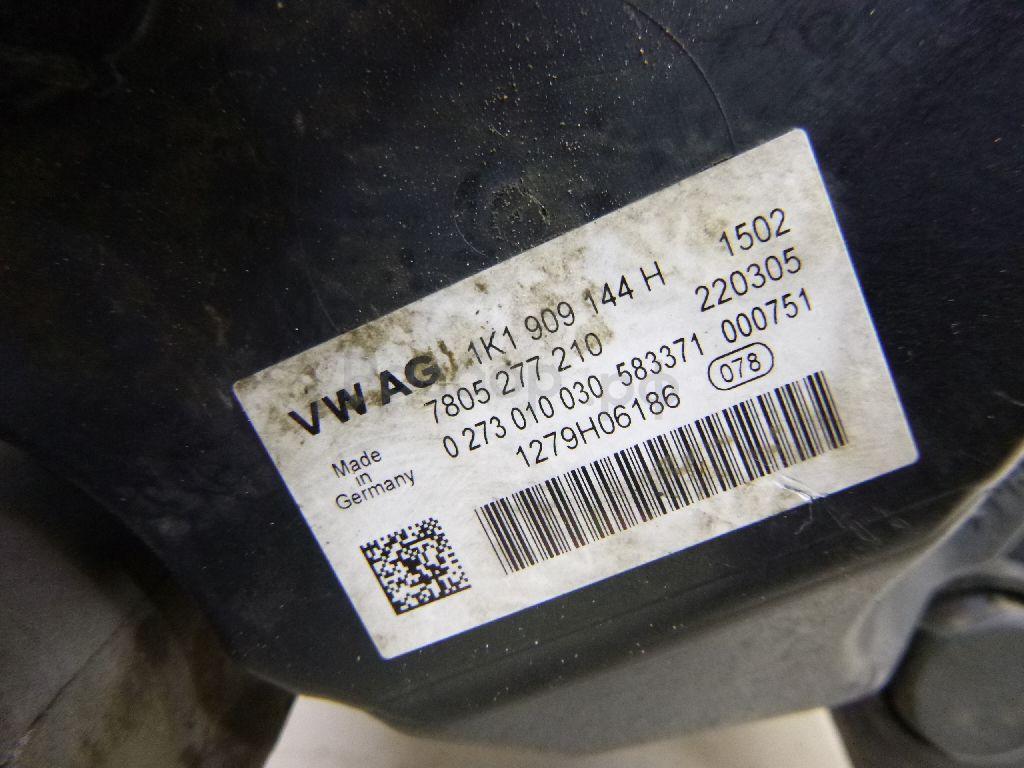 VW AG 1K1 909 144 H 1502
7805 277 210 220305
0 273 010 030 583371 000751
1279H06186 078
Made
in
Germany